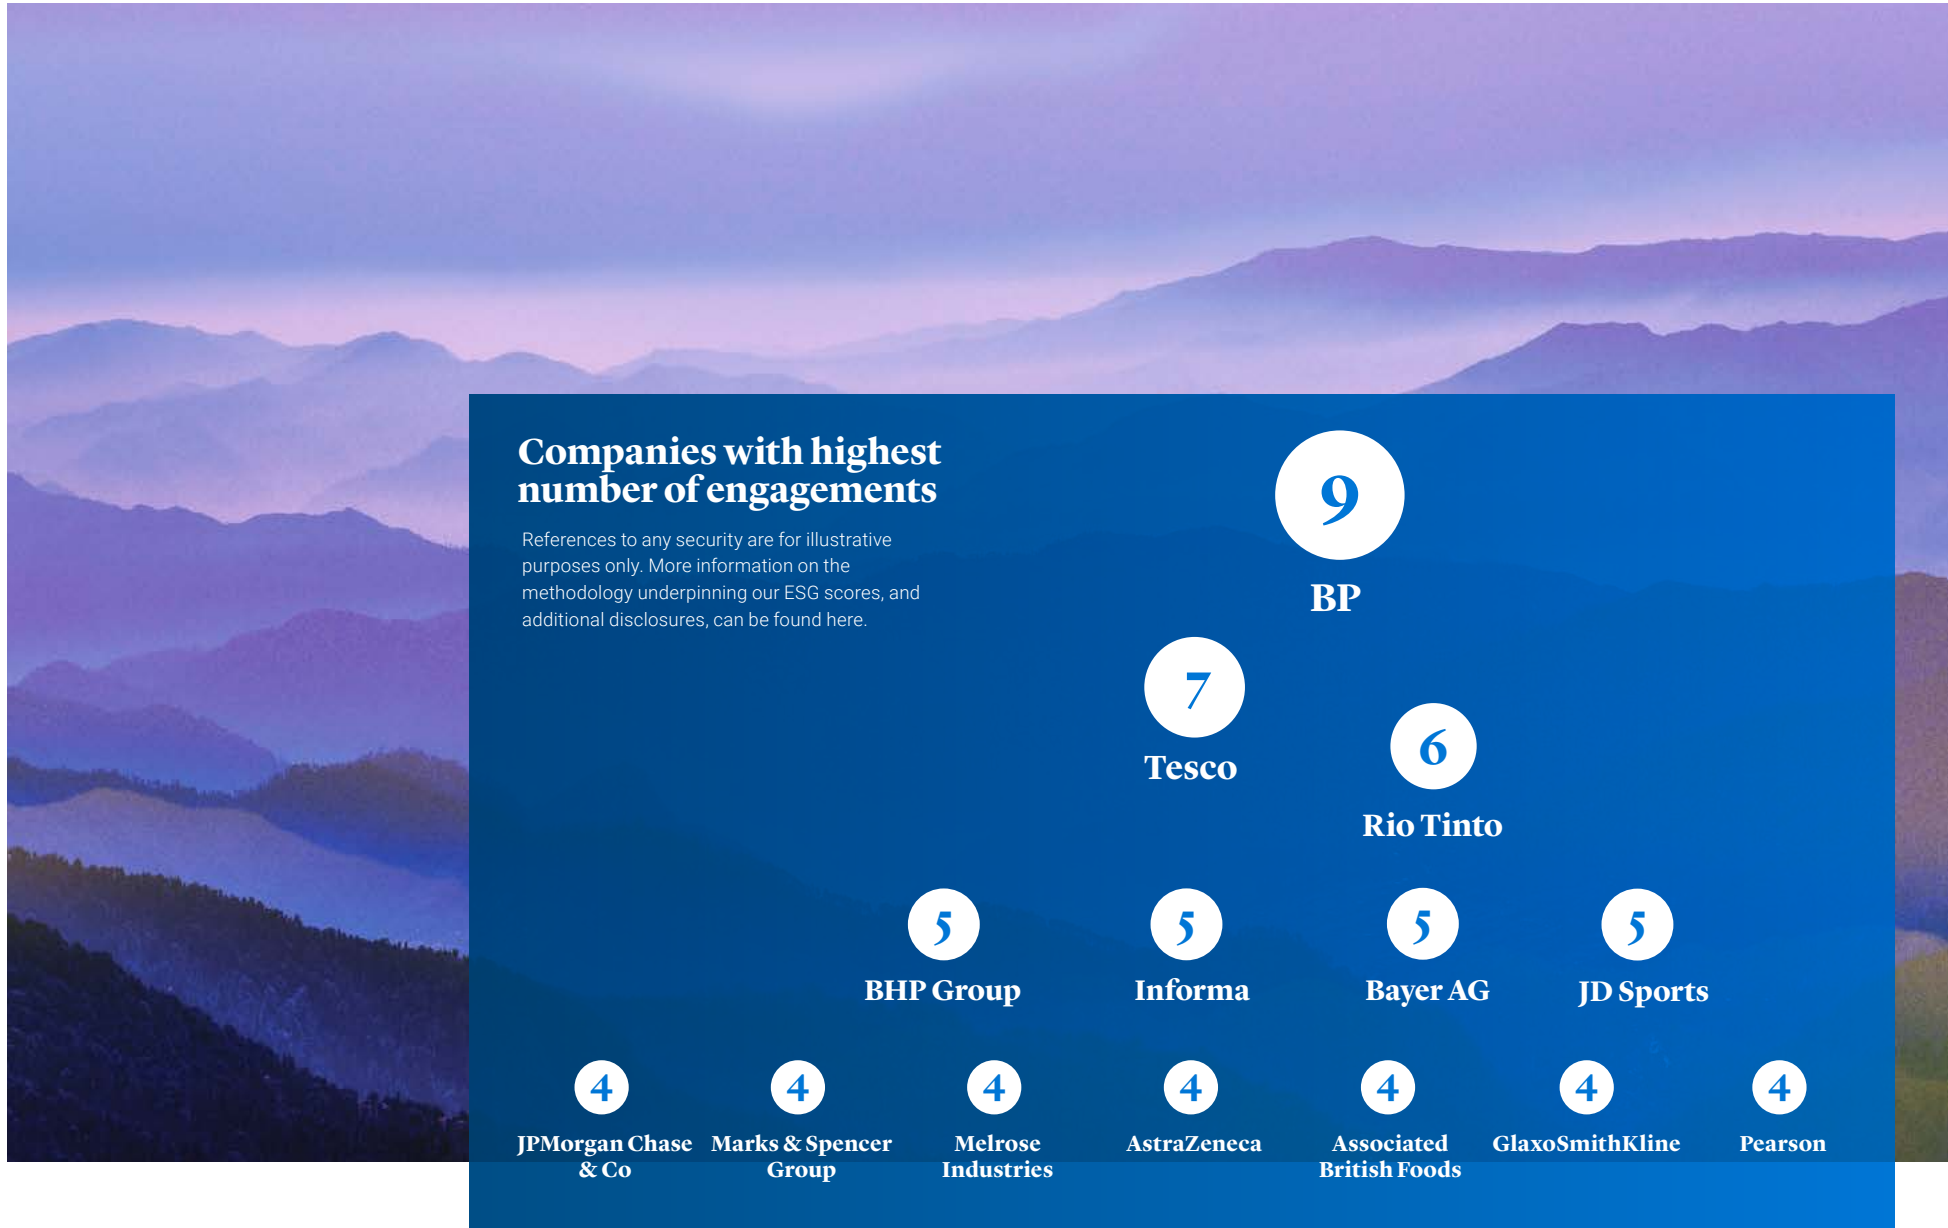 Companies with highest
number of engagements
References to any security are for illustrative
purposes only. More information on the
methodology underpinning our ESG scores, and
additional disclosures, can be found here.
9
BP
7
Tesco
6
Rio Tinto
5
BHP Group
5
Informa
5
Bayer AG
5
JD Sports
4
JPMorgan Chase
& Co
4
Marks & Spencer
Group
4
Melrose
Industries
4
AstraZeneca
4
Associated
British Foods
4
GlaxoSmithKline
4
Pearson